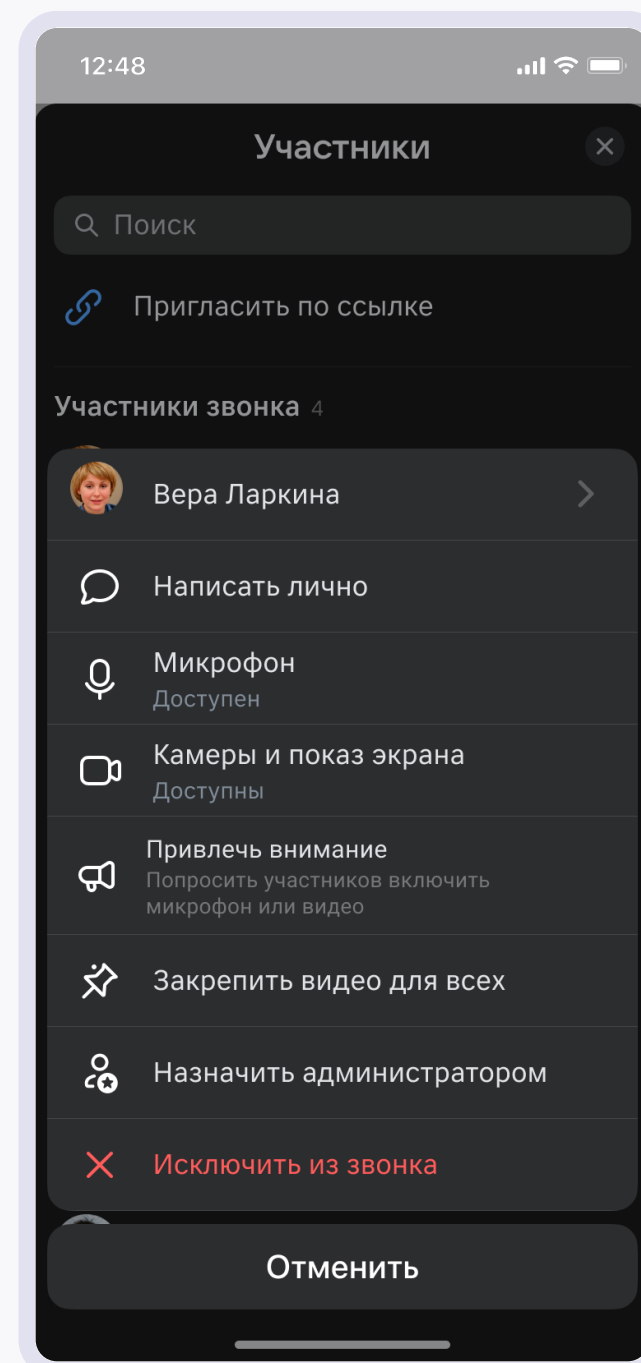 12:48
Участники
Поиск
Пригласить по ссылке
Участники звонка 4
Вера Ларкина
Написать лично
Микрофон
Доступен
Камеры и показ экрана
Доступны
Привлечь внимание
Попросить участников включить
микрофон или видео
Закрепить видео для всех
Назначить администратором
Исключить из звонка
Отменить